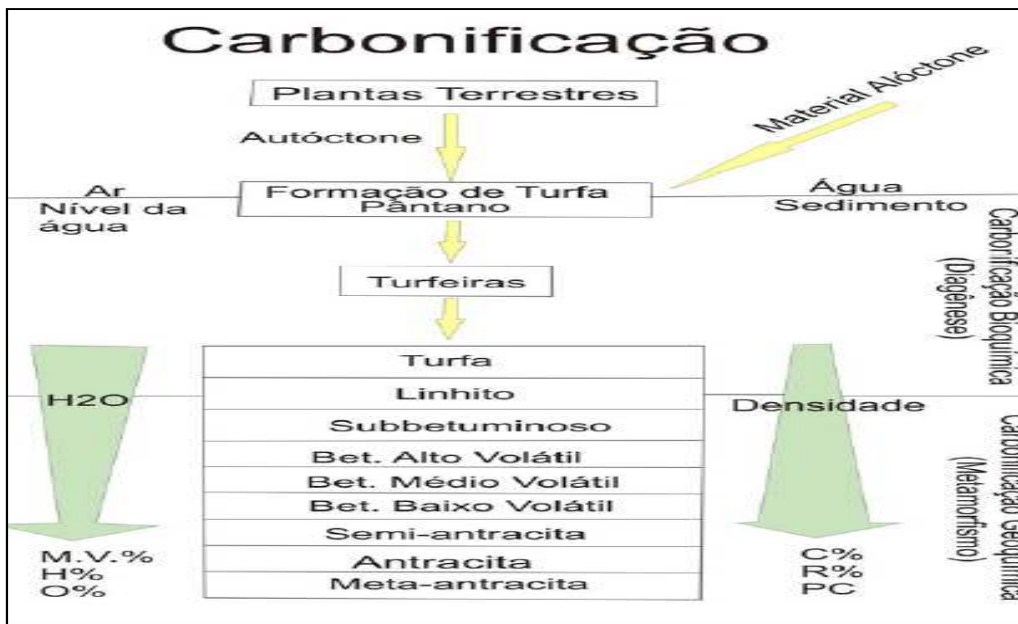 Carbonificação
Plantas Terrestres
Material Alóctone
Autóctone
Ar
Nível da
água
Formação de Turfa
Pântano
Água
Sedimento
Turfeiras
Carbonificação Bioquímica
(Diagênese)
Turfa
H2O
Linhito
Densidade
Subbetuminoso
Bet. Alto Volátil
Bet. Médio Volátil
Bet. Baixo Volátil
Semi-antracita
Antracita
Meta-antracita
Carbonificação Geoquímica
(Metamorfismo)
M.V.%
H%
O%
C%
R%
PC